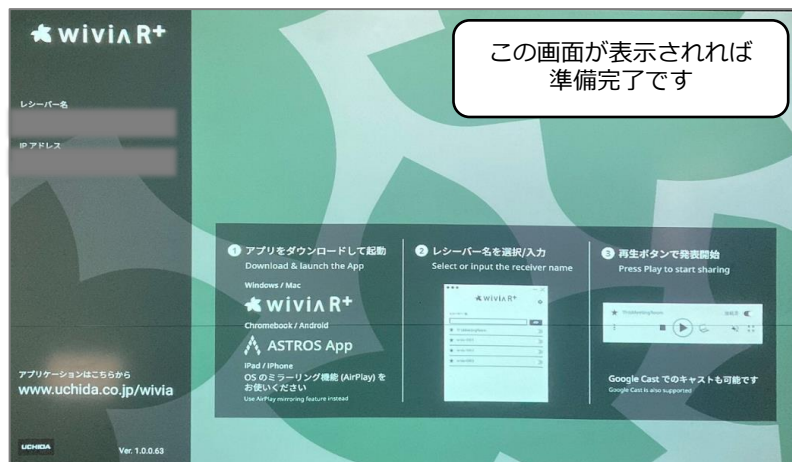 wivia R+
この画面が表示されれば
準備完了です
レシーバー名
IP アドレス
1 アプリをダウンロードして起動
Download & launch the App
Windows / Mac
wivia R+
Chromebook / Android
ASTROS App
iPad / iPhone
OS のミラーリング機能 (AirPlay) を
お使いください
Use AirPlay mirroring feature instead
2 レシーバー名を選択/入力
Select or input the receiver name
wivia R+
3 再生ボタンで発表開始
Press Play to start sharing
Google Cast でのキャストも可能です
Google Cast is also supported
アプリケーションはこちらから
www.uchida.co.jp/wivia
UCHIDA
Ver. 1.0.0.63